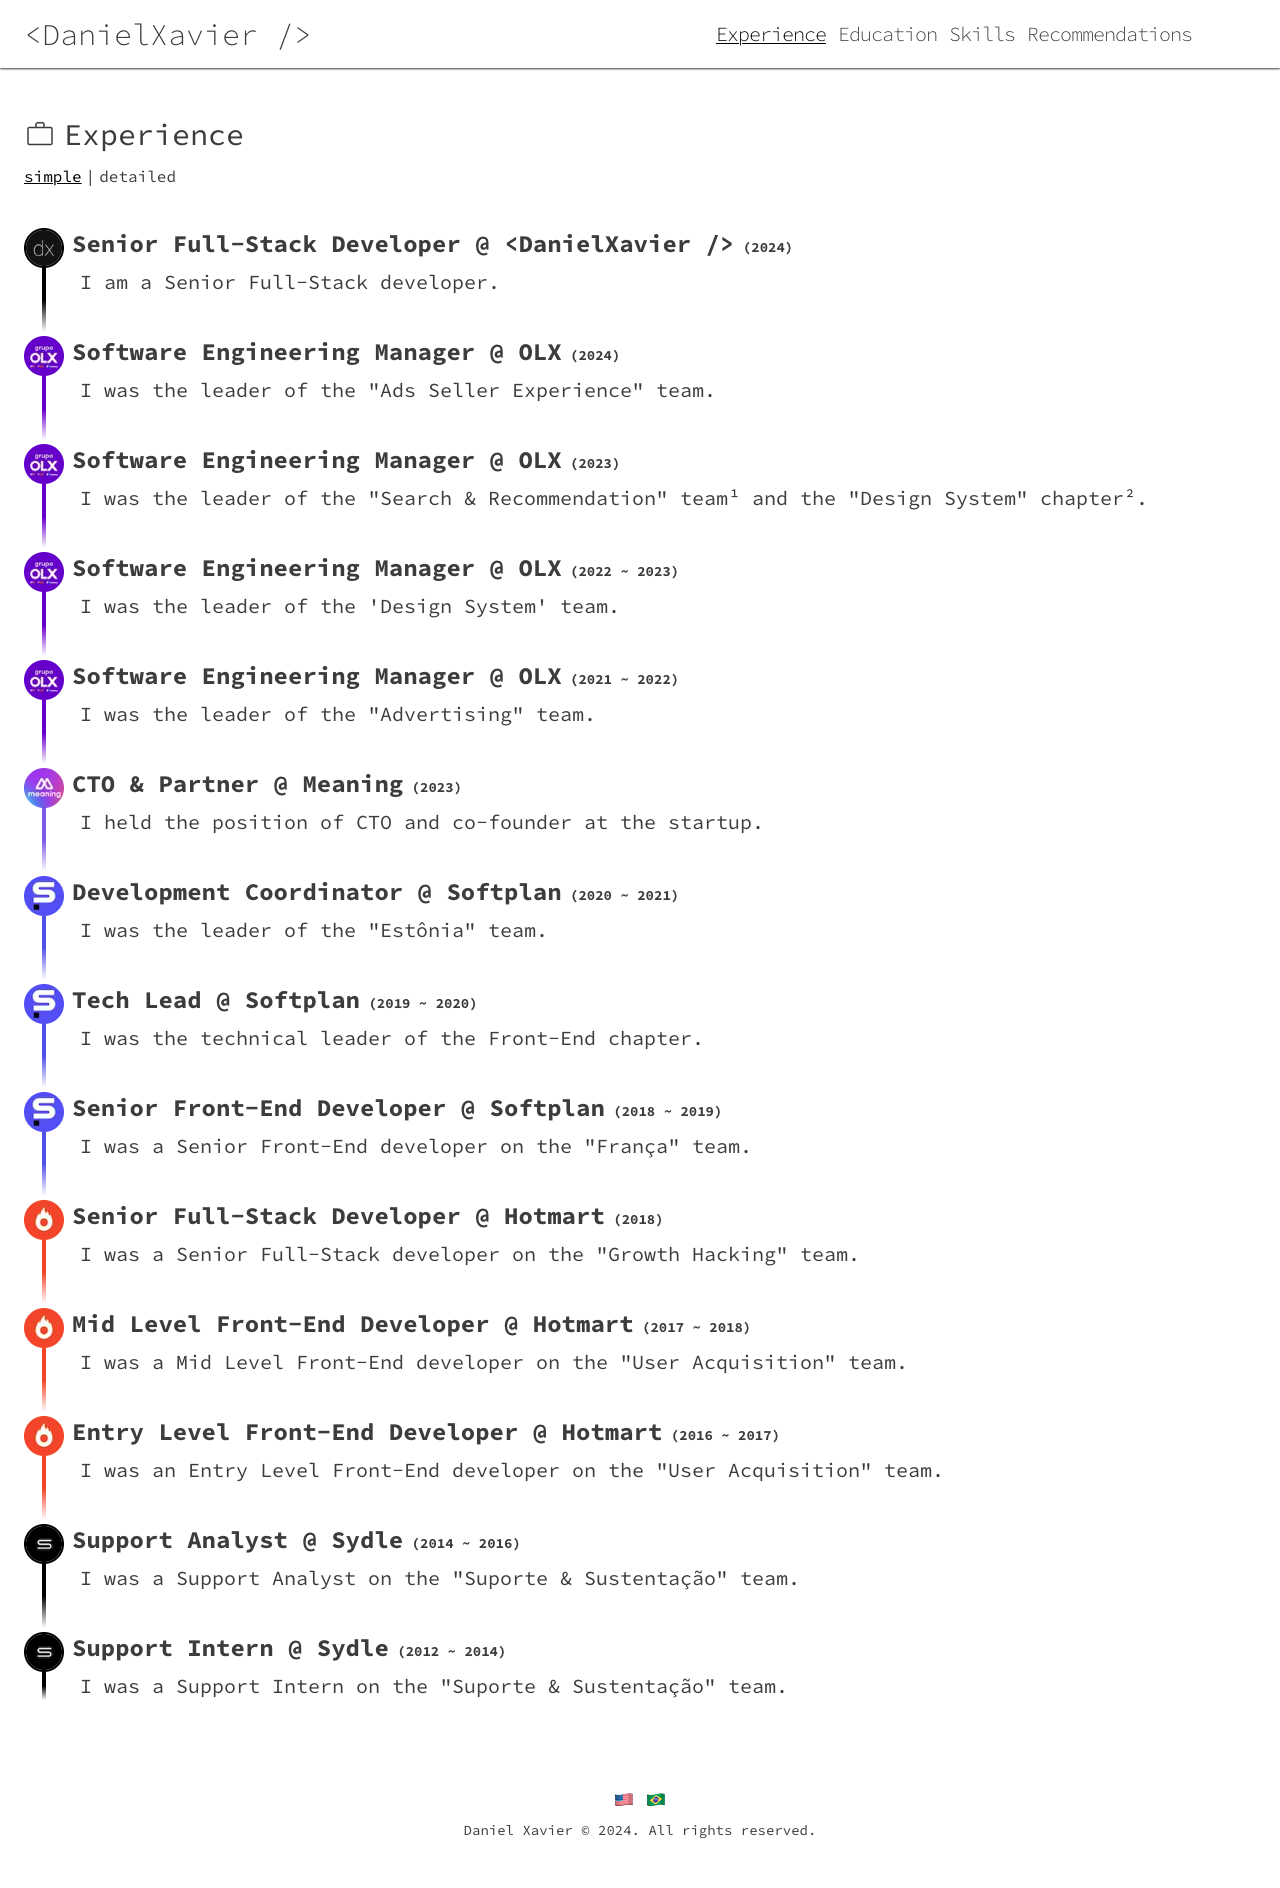 <DanielXavier />
Experience Education Skills Recommendations
Experience
simple | detailed
dx
Senior Full-Stack Developer @ <DanielXavier /> (2024)
I am a Senior Full-Stack developer.
grupo
OLX
Software Engineering Manager @ OLX (2024)
I was the leader of the "Ads Seller Experience" team.
grupo
OLX
Software Engineering Manager @ OLX (2023)
I was the leader of the "Search & Recommendation" team¹ and the "Design System" chapter².
grupo
OLX
Software Engineering Manager @ OLX (2022 ~ 2023)
I was the leader of the 'Design System' team.
grupo
OLX
Software Engineering Manager @ OLX (2021 ~ 2022)
I was the leader of the "Advertising" team.
meaning
CTO & Partner @ Meaning (2023)
I held the position of CTO and co-founder at the startup.
Development Coordinator @ Softplan (2020 ~ 2021)
I was the leader of the "Estônia" team.
Tech Lead @ Softplan (2019 ~ 2020)
I was the technical leader of the Front-End chapter.
Senior Front-End Developer @ Softplan (2018 ~ 2019)
I was a Senior Front-End developer on the "França" team.
Senior Full-Stack Developer @ Hotmart (2018)
I was a Senior Full-Stack developer on the "Growth Hacking" team.
Mid Level Front-End Developer @ Hotmart (2017 ~ 2018)
I was a Mid Level Front-End developer on the "User Acquisition" team.
Entry Level Front-End Developer @ Hotmart (2016 ~ 2017)
I was an Entry Level Front-End developer on the "User Acquisition" team.
Support Analyst @ Sydle (2014 ~ 2016)
I was a Support Analyst on the "Suporte & Sustentação" team.
Support Intern @ Sydle (2012 ~ 2014)
I was a Support Intern on the "Suporte & Sustentação" team.
Daniel Xavier © 2024. All rights reserved.